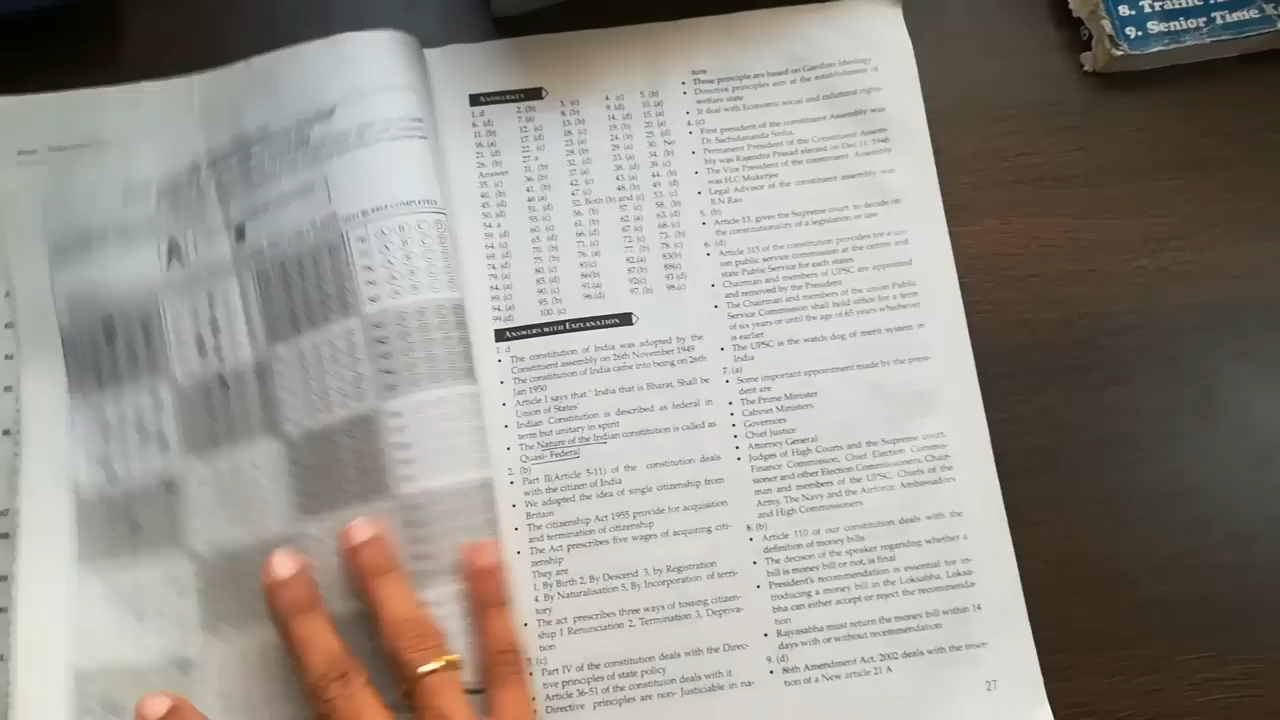 8. Traffic
9. Senior Time
BUBBLE COMPLETELY
ANSWERKEY
1. d 2. (b) 3. (c) 4. (c) 5. (b)
6. (d) 7. (a) 8. (b) 9. (d) 10. (a)
11. (b) 12. (c) 13. (b) 14. (d) 15. (a)
16. (a) 17. (d) 18. (c) 19. (b) 20. (a)
21. (d) 22. (c) 23. (a) 24. (b) 25. (d)
26. (b) 27. a 28. (b) 29. (a) 30. No
Answer 31. (b) 32. (d) 33. (a) 34. (b)
35. (c) 36. (b) 37. (a) 38. (d) 39. (c)
40. (b) 41. (b) 42. (c) 43. (a) 44. (b)
45. (d) 46 (a) 47. (c) 48. (b) 49. (d)
50. (d) 51. (d) 52. Both (b) and (c) 53. (c)
54. a 55. (c) 56. (b) 57. (c) 58. (b)
59. (d) 60. (c) 61. (b) 62. (a) 63. (d)
64. (c) 65. (d) 66. (d) 67. (c) 68. (c)
69. (d) 70. (b) 71. (c) 72. (c) 73. (b)
74. (d) 75. (b) 76. (a) 77. (b) 78. (c)
79. (a) 80. (c) 81(c) 82.(a) 83(b)
84. (a) 85. (d) 86(b) 87.(b) 88(c)
89. (c) 90. (c) 91.(a) 92(c) 93.(d)
94. (a) 95. (b) 96.(d) 97. (b) 98.(c)
99.(d) 100. (c)
ANSWERS WITH EXPLANATION
1. d
• The constitution of India was adopted by the
Constituent assembly on 26th November 1949
• The constitution of India came into being on 26th
Jan 1950
• Article I says that ' India that is Bharat, Shall be
Union of States'
• Indian Constitution is described as federal in
term but unitary in spirit
• The Nature of the Indian constitution is called as
Quasi- Federal
2. (b)
• Part II(Article 5-11) of the constitution deals
with the citizen of India
• We adopted the idea of single citizenship from
Britain
• The citizenship Act 1955 provide for acquisition
and termination of citizenship
• The Act prescribes five wages of acquiring citi-
zenship
They are
1. By Birth 2. By Descend 3, by Registration
4. By Naturalisation 5, By Incorporation of terri-
tory
• The act prescribes three ways of tossing citizen-
ship 1 Renunciation 2, Termination 3, Depriva-
tion
3. (c)
• Part IV of the constitution deals with the Direc-
tive principles of state policy
• Article 36-51 of the constituion deals with it
• Directive principles are non- Justiciable in na-
ture
• These principle are based on Gandian Ideology
• Directive principles aim at the establishment of
welfare state
• It deal with Economic social and cultural rights
4. (c)
• First president of the constituent Assembly was
Dr. Sachidananda Sinha.
• Permanent President of the Constituent Assem-
bly was Rajendra Prasad elected on Dec 11, 1946
• The Vice President of the constituent Assembly
was H.C Mukerjee
• Legal Advisor of the constituent assembly was
B.N Rao
5. (b)
• Article 13, gives the Supreme court to decide on
the constitutionality of a legislation or law
6. (d)
• Article 315 of the constitution provides for a un-
ion public service commission at the centre and
state Public Service for each states
• Chairman and members of UPSC are appointed
and removed by the President
• The Chairman and members of the union Public
Service Commission shall hold office for a term
of six years or until the age of 65 years whichever
is earlier
• The UPSC is the watch dog of merit system in
India
7. (a)
• Some important appointment made by the presi-
dent are
• The Prime Minister
• Cabinet Ministers
• Governors
• Chief Justice
• Attorney General
• Judges of High Courts and the Supreme court,
Finance Commission, Chief Election Commis-
sioner and other Election Commissioners, Chair-
man and members of the UPSC, Chiefs of the
Army, The Navy and the Airforce, Ambassadors
and High Commissioners
8. (b)
• Article 110 of our constitution deals with the
definition of money bills
• The decison of the speaker regarding whether a
bill is money bill or not, is final
• President's recommendation is essential for in-
troducing a money bill in the Loksabha. Loksa-
bha can either accept or reject the recommenda-
tion
• Rajyasabha must return the money bill within 14
days with or without recommendation
9. (d)
• 86th Amendment Act, 2002 deals with the inser-
tion of a New article 21 A
27